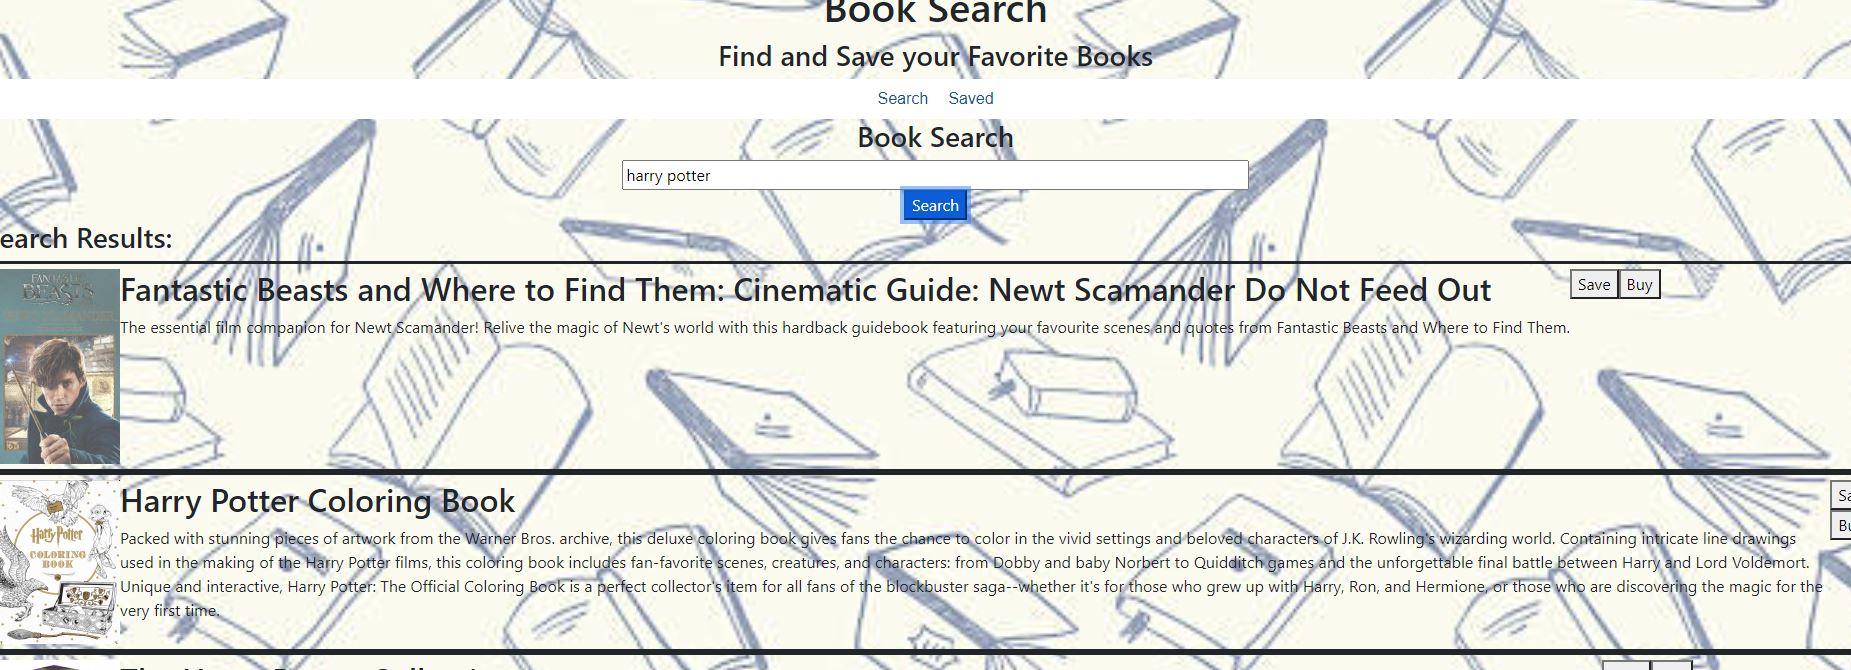 Book Search
Find and Save your Favorite Books
Search Saved
Book Search
harry potter
Search
earch Results:
FANTASTIC
BEASTS
Fantastic Beasts and Where to Find Them: Cinematic Guide: Newt Scamander Do Not Feed Out
Save Buy
The essential film companion for Newt Scamander! Relive the magic of Newt's world with this hardback guidebook featuring your favourite scenes and quotes from Fantastic Beasts and Where to Find Them.
Harry Potter
COLORING
BOOK
Harry Potter Coloring Book
Sa
Bu
Packed with stunning pieces of artwork from the Warner Bros. archive, this deluxe coloring book gives fans the chance to color in the vivid settings and beloved characters of J.K. Rowling's wizarding world. Containing intricate line drawings
used in the making of the Harry Potter films, this coloring book includes fan-favorite scenes, creatures, and characters: from Dobby and baby Norbert to Quidditch games and the unforgettable final battle between Harry and Lord Voldemort.
Unique and interactive, Harry Potter: The Official Coloring Book is a perfect collector's item for all fans of the blockbuster saga--whether it's for those who grew up with Harry, Ron, and Hermione, or those who are discovering the magic for the
very first time.